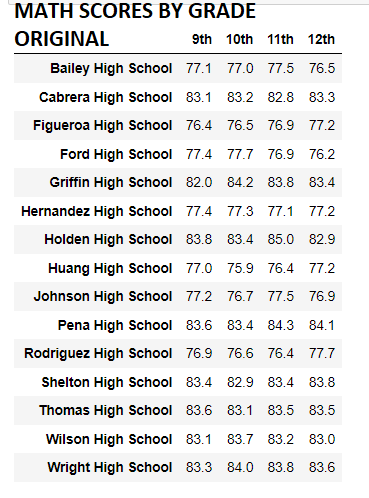 MATH SCORES BY GRADE
ORIGINAL 9th 10th 11th 12th
Bailey High School 77.1 77.0 77.5 76.5
Cabrera High School 83.1 83.2 82.8 83.3
Figueroa High School 76.4 76.5 76.9 77.2
Ford High School 77.4 77.7 76.9 76.2
Griffin High School 82.0 84.2 83.8 83.4
Hernandez High School 77.4 77.3 77.1 77.2
Holden High School 83.8 83.4 85.0 82.9
Huang High School 77.0 75.9 76.4 77.2
Johnson High School 77.2 76.7 77.5 76.9
Pena High School 83.6 83.4 84.3 84.1
Rodriguez High School 76.9 76.6 76.4 77.7
Shelton High School 83.4 82.9 83.4 83.8
Thomas High School 83.6 83.1 83.5 83.5
Wilson High School 83.1 83.7 83.2 83.0
Wright High School 83.3 84.0 83.8 83.6